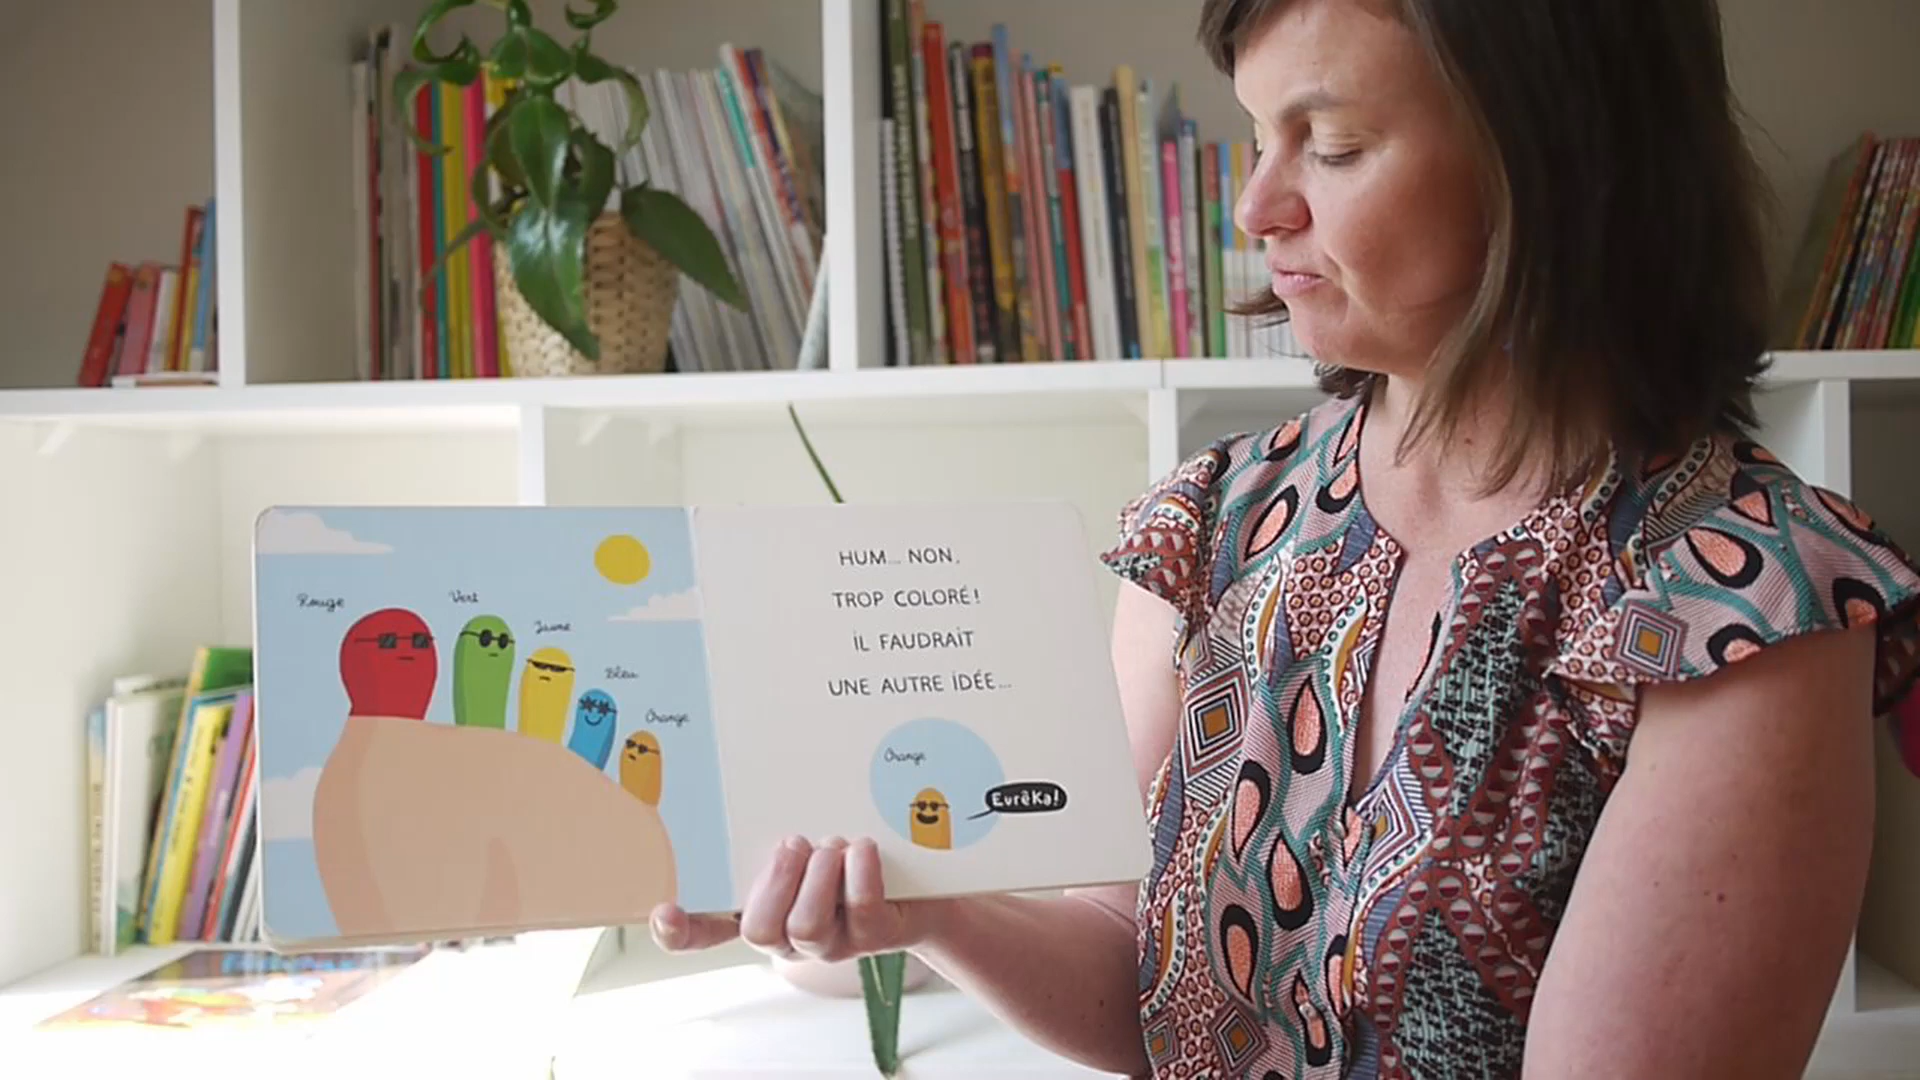 Rouge
Vert
Jaune
Bleu
Orange
HUM... NON,
TROP COLORÉ!
iL FAUDRAiT
UNE AUTRE iDÉE...
Orange
EurêKa!